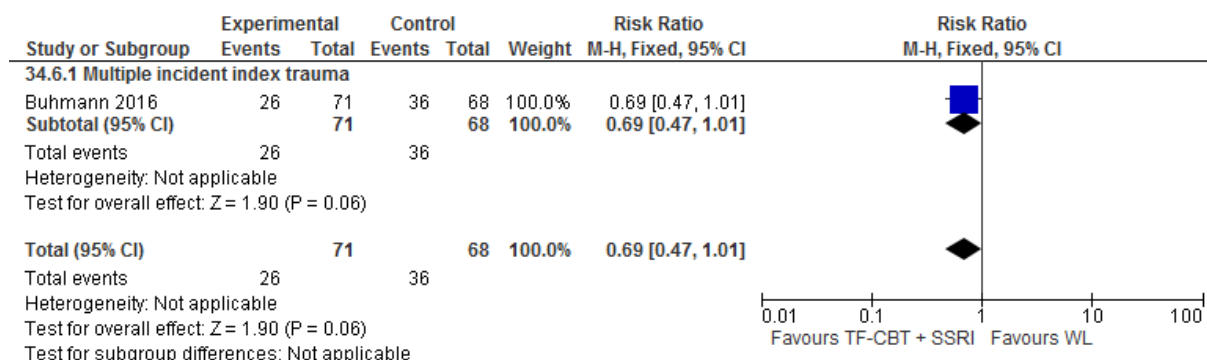 Experimental Control Risk Ratio Risk Ratio
Study or Subgroup Events Total Events Total Weight M-H, Fixed, 95% CI M-H, Fixed, 95% CI
34.6.1 Multiple incident index trauma
Buhmann 2016 26 71 36 68 100.0% 0.69 [0.47, 1.01]
Subtotal (95% CI) 71 68 100.0% 0.69 [0.47, 1.01]
Total events 26 36
Heterogeneity: Not applicable
Test for overall effect: Z = 1.90 (P = 0.06)
Total (95% CI) 71 68 100.0% 0.69 [0.47, 1.01]
Total events 26 36
Heterogeneity: Not applicable
Test for overall effect: Z = 1.90 (P = 0.06)
Test for subgroup differences: Not applicable
0.01 0.1 1 10 100
Favours TF-CBT + SSRI Favours WL